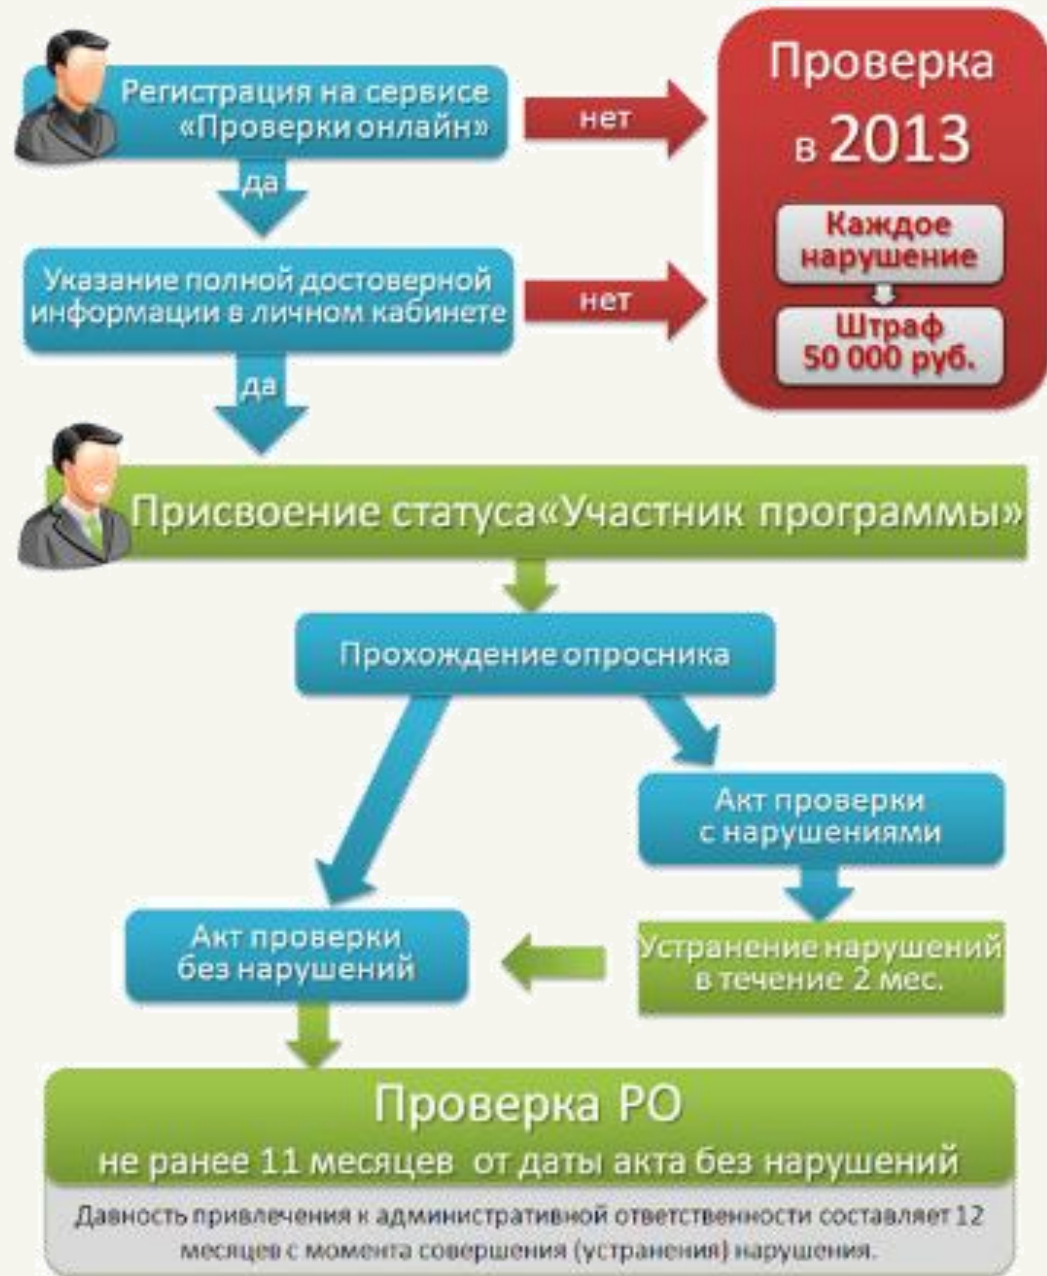 Регистрация на сервисе
«Проверки онлайн»
нет
Проверка
в 2013
Каждое
нарушение
Штраф
50 000 руб.
да
Указание полной достоверной
информации в личном кабинете
нет
да
Присвоение статуса«Участник программы»
Прохождение опросника
Акт проверки
с нарушениями
Устранение нарушений
в течение 2 мес.
Акт проверки
без нарушений
Проверка РО
не ранее 11 месяцев от даты акта без нарушений
Давность привлечения к административной ответственности составляет 12
месяцев с момента совершения (устранения) нарушения.